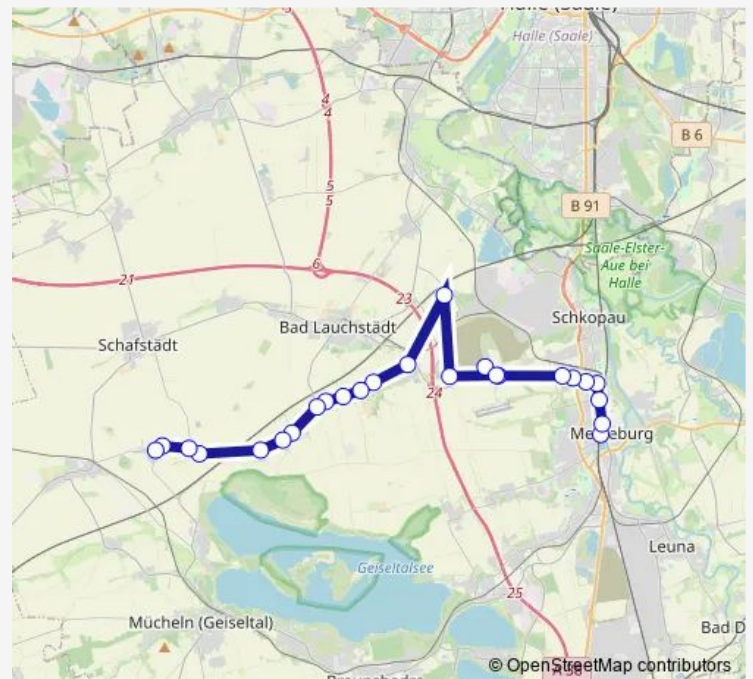 Halle (Saale)
Halle (Saale)
4
4
B 6
5
5
B 91
Saale-Elster-
Aue bei
Halle
6
21
23
Bad Lauchstädt
Schkopau
Schafstädt
24
Leuna
Geiseltalsee
25
Mücheln (Geiseltal)
Bad D
© OpenStreetMap contributors